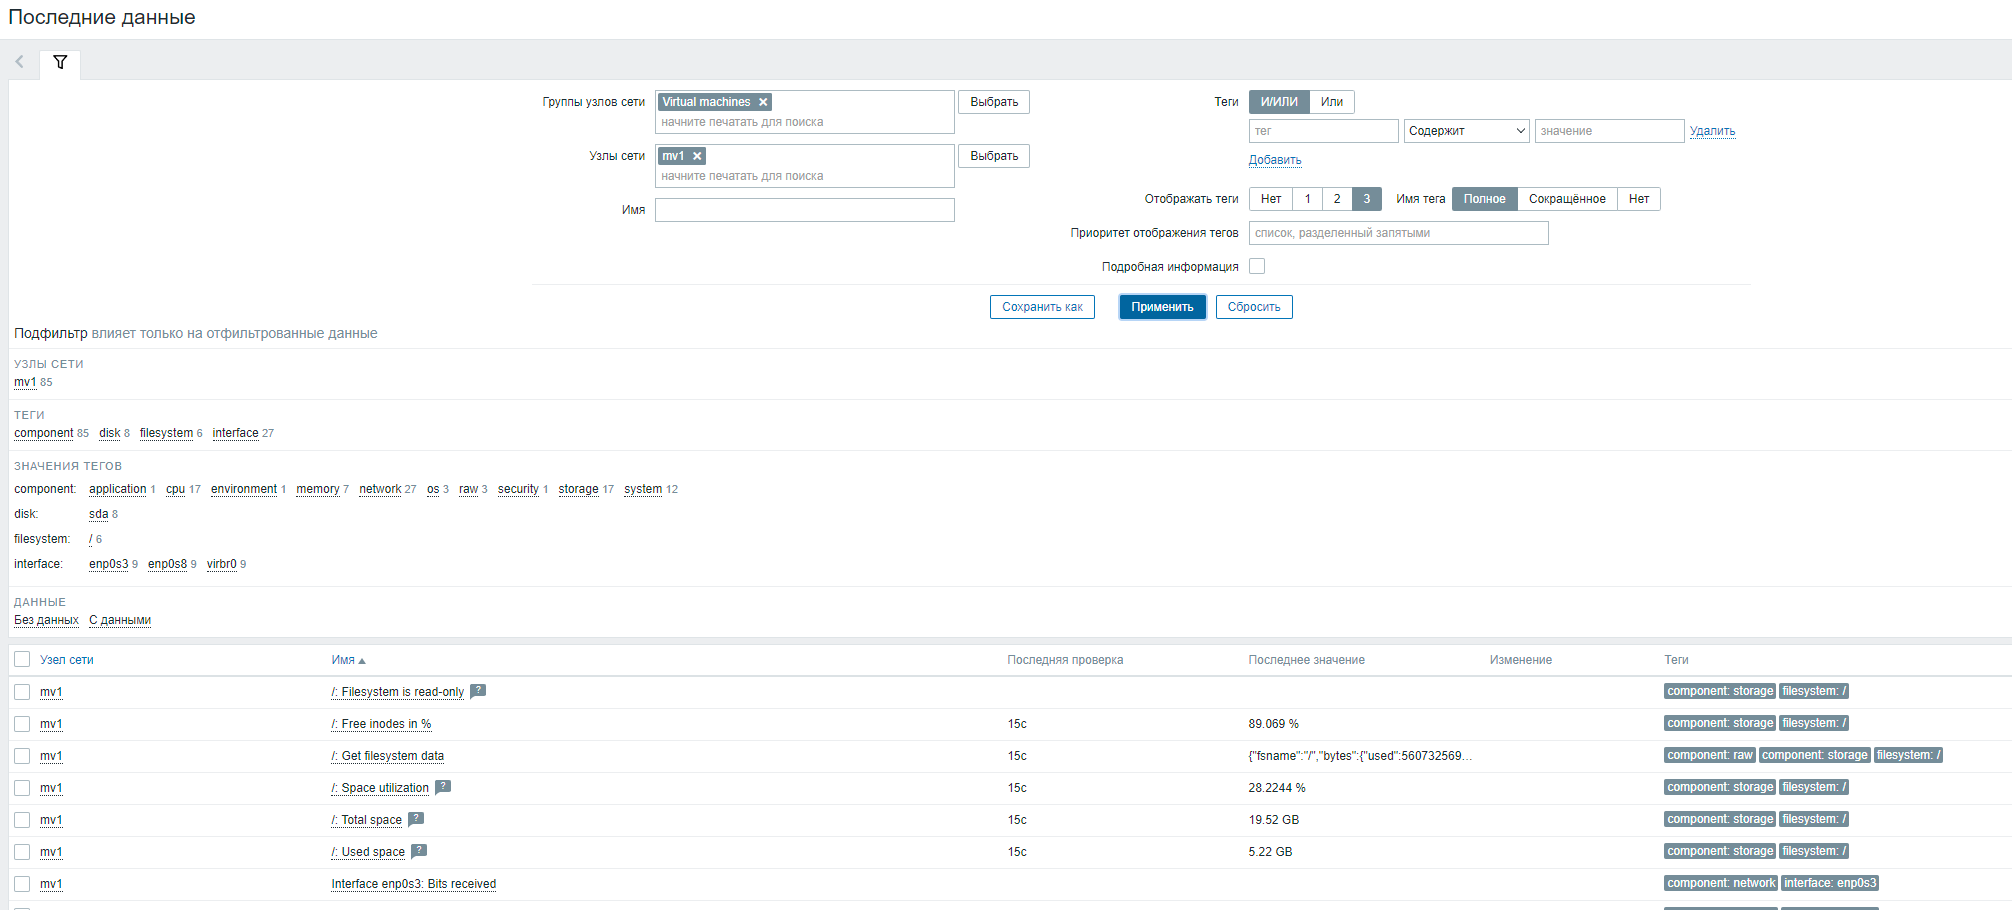 Последние данные
Группы узлов сети Virtual machines начните печатать для поиска Выбрать
Узлы сети mv1 начните печатать для поиска Выбрать
Имя
Теги И/ИЛИ Или
тег Содержит значение Удалить
Добавить
Отображать теги Нет 1 2 3 Имя тега Полное Сокращённое Нет
Приоритет отображения тегов список, разделенный запятыми
Подробная информация
Сохранить как Применить Сбросить
Подфильтр влияет только на отфильтрованные данные
УЗЛЫ СЕТИ
mv1 85
ТЕГИ
component 85 disk 8 filesystem 6 interface 27
ЗНАЧЕНИЯ ТЕГОВ
component: application 1 cpu 17 environment 1 memory 7 network 27 os 3 raw 3 security 1 storage 17 system 12
disk: sda 8
filesystem: / 6
interface: enp0s3 9 enp0s8 9 virbr0 9
ДАННЫЕ
Без данных С данными
Узел сети Имя Последняя проверка Последнее значение Изменение Теги
mv1 /: Filesystem is read-only ? component: storage filesystem: /
mv1 /: Free inodes in % 15с 89.069 % component: storage filesystem: /
mv1 /: Get filesystem data 15с {"fsname":"/","bytes":{"used":560732569... component: raw component: storage filesystem: /
mv1 /: Space utilization ? 15с 28.2244 % component: storage filesystem: /
mv1 /: Total space ? 15с 19.52 GB component: storage filesystem: /
mv1 /: Used space ? 15с 5.22 GB component: storage filesystem: /
mv1 Interface enp0s3: Bits received component: network interface: enp0s3